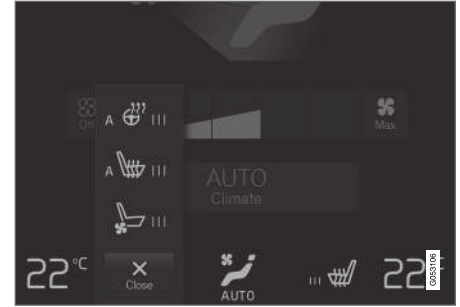 Off
A III
Max
A III
AUTO
Climate
III
22°C
Close
AUTO
III
22°
G053106